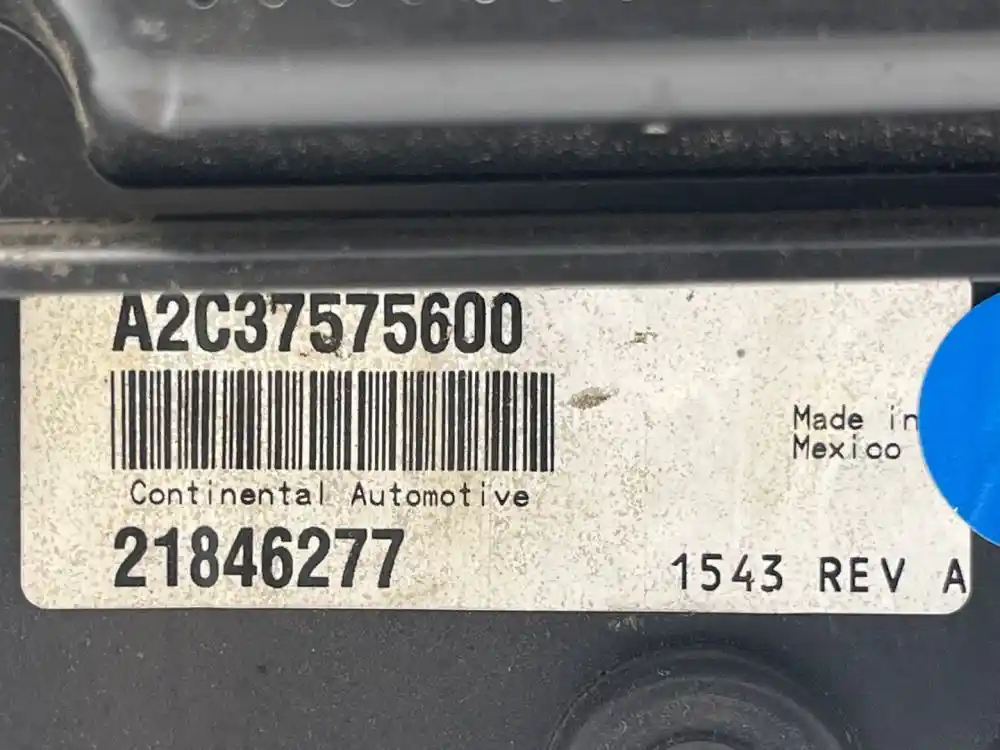 A2C37575600
Made in
Mexico
Continental Automotive
21846277
1543 REV A